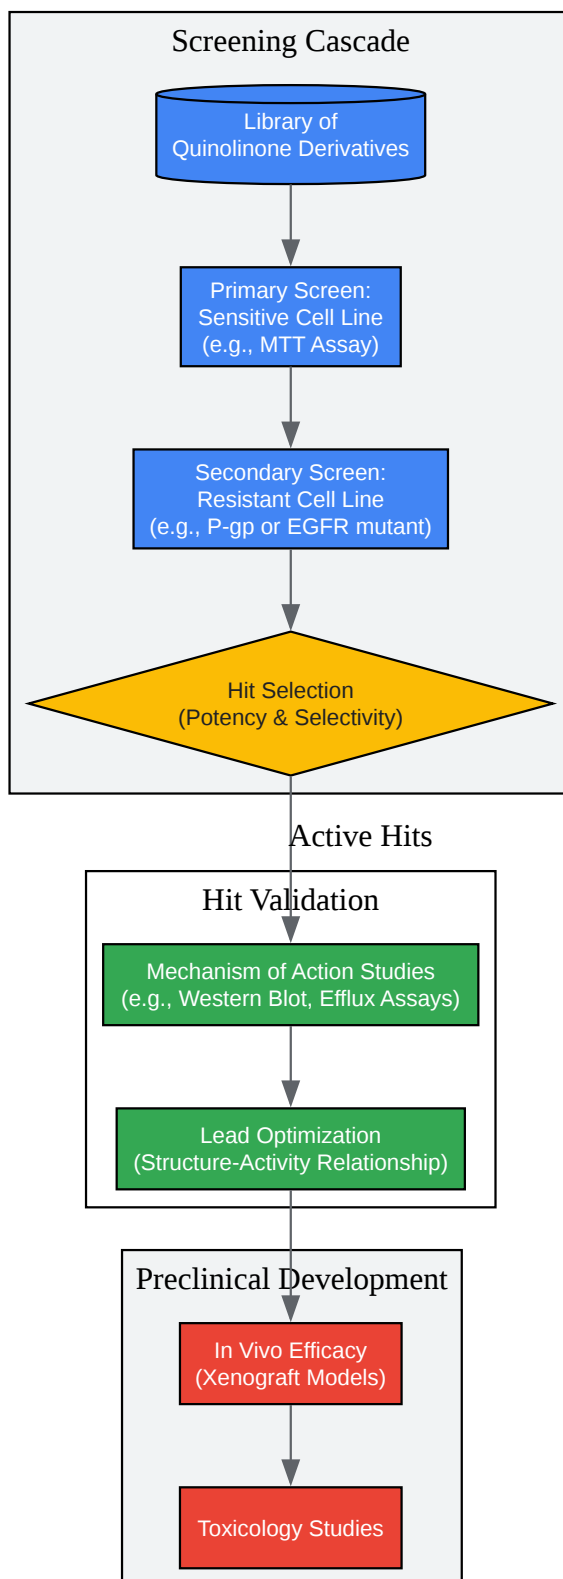 Screening Cascade
Library of
Quinolinone Derivatives
Primary Screen:
Sensitive Cell Line
(e.g., MTT Assay)
Secondary Screen:
Resistant Cell Line
(e.g., P-gp or EGFR mutant)
Hit Selection
(Potency & Selectivity)
Active Hits
Hit Validation
Mechanism of Action Studies
(e.g., Western Blot, Efflux Assays)
Lead Optimization
(Structure-Activity Relationship)
Preclinical Development
In Vivo Efficacy
(Xenograft Models)
Toxicology Studies